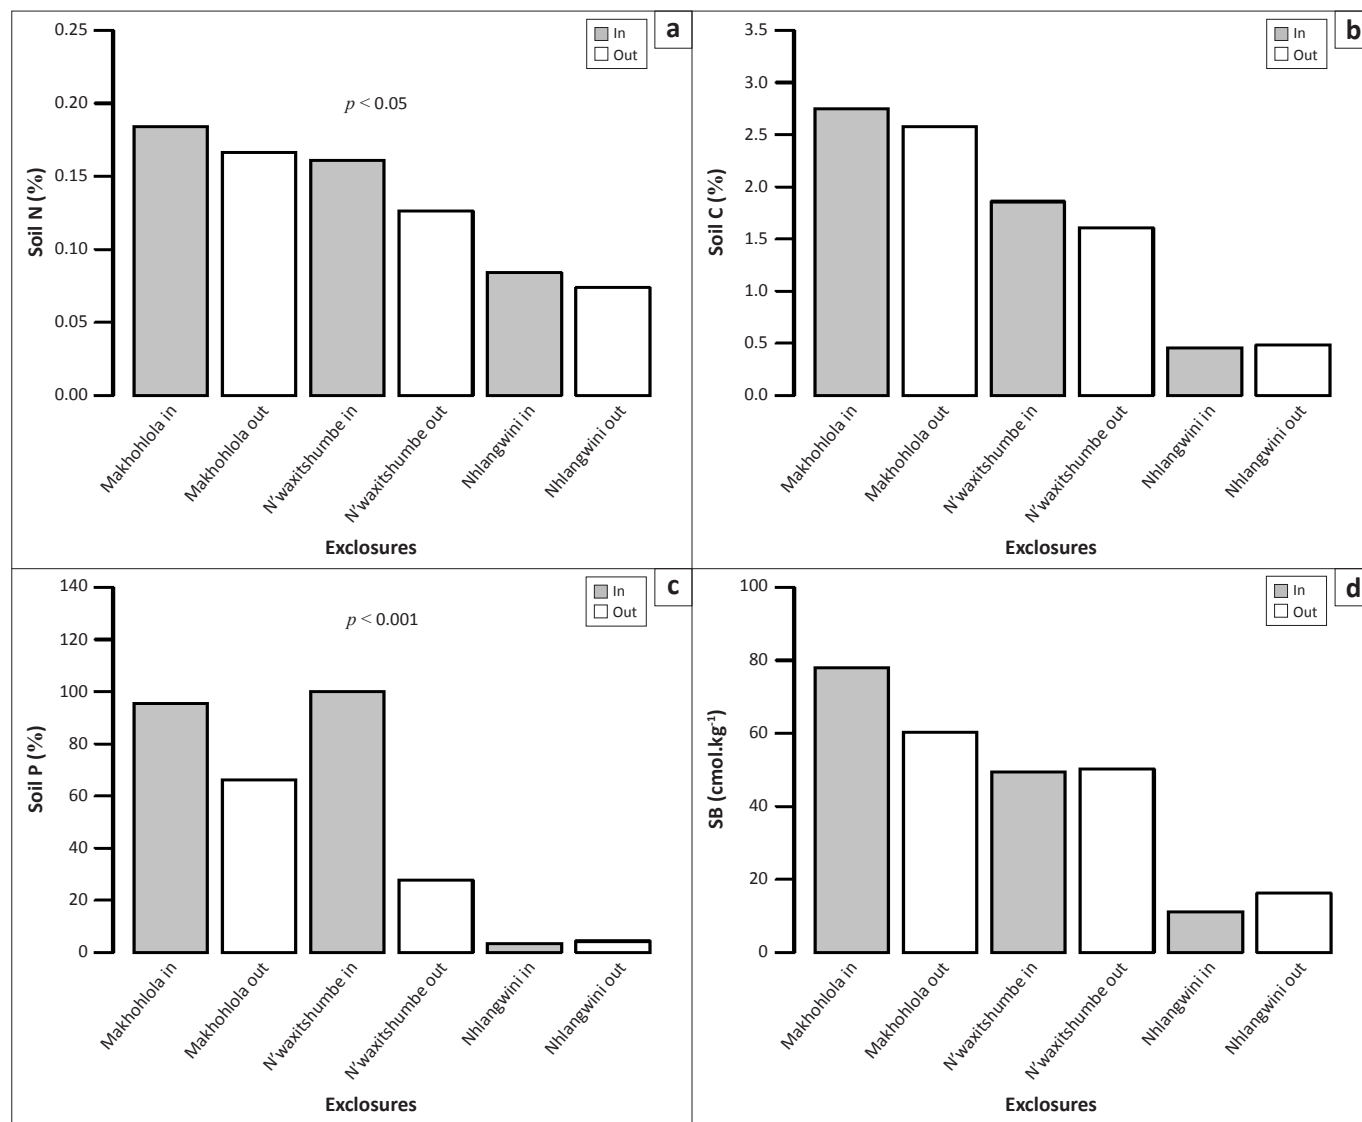 a
In
Out
p < 0.05
0.25
0.20
0.15
0.10
0.05
0.00
Soil N (%)
Makhohlola in
Makhohlola out
N'waxitshumbe in
N'waxitshumbe out
Nhlangwini in
Nhlangwini out
Exclosures
b
In
Out
3.5
3.0
2.5
2.0
1.5
1.0
0.5
0.0
Soil C (%)
Makhohlola in
Makhohlola out
N'waxitshumbe in
N'waxitshumbe out
Nhlangwini in
Nhlangwini out
Exclosures
c
In
Out
p < 0.001
140
120
100
80
60
40
20
0
Soil P (%)
Makhohlola in
Makhohlola out
N'waxitshumbe in
N'waxitshumbe out
Nhlangwini in
Nhlangwini out
Exclosures
d
In
Out
100
80
60
40
20
0
SB (cmol.kg⁻¹)
Makhohlola in
Makhohlola out
N'waxitshumbe in
N'waxitshumbe out
Nhlangwini in
Nhlangwini out
Exclosures